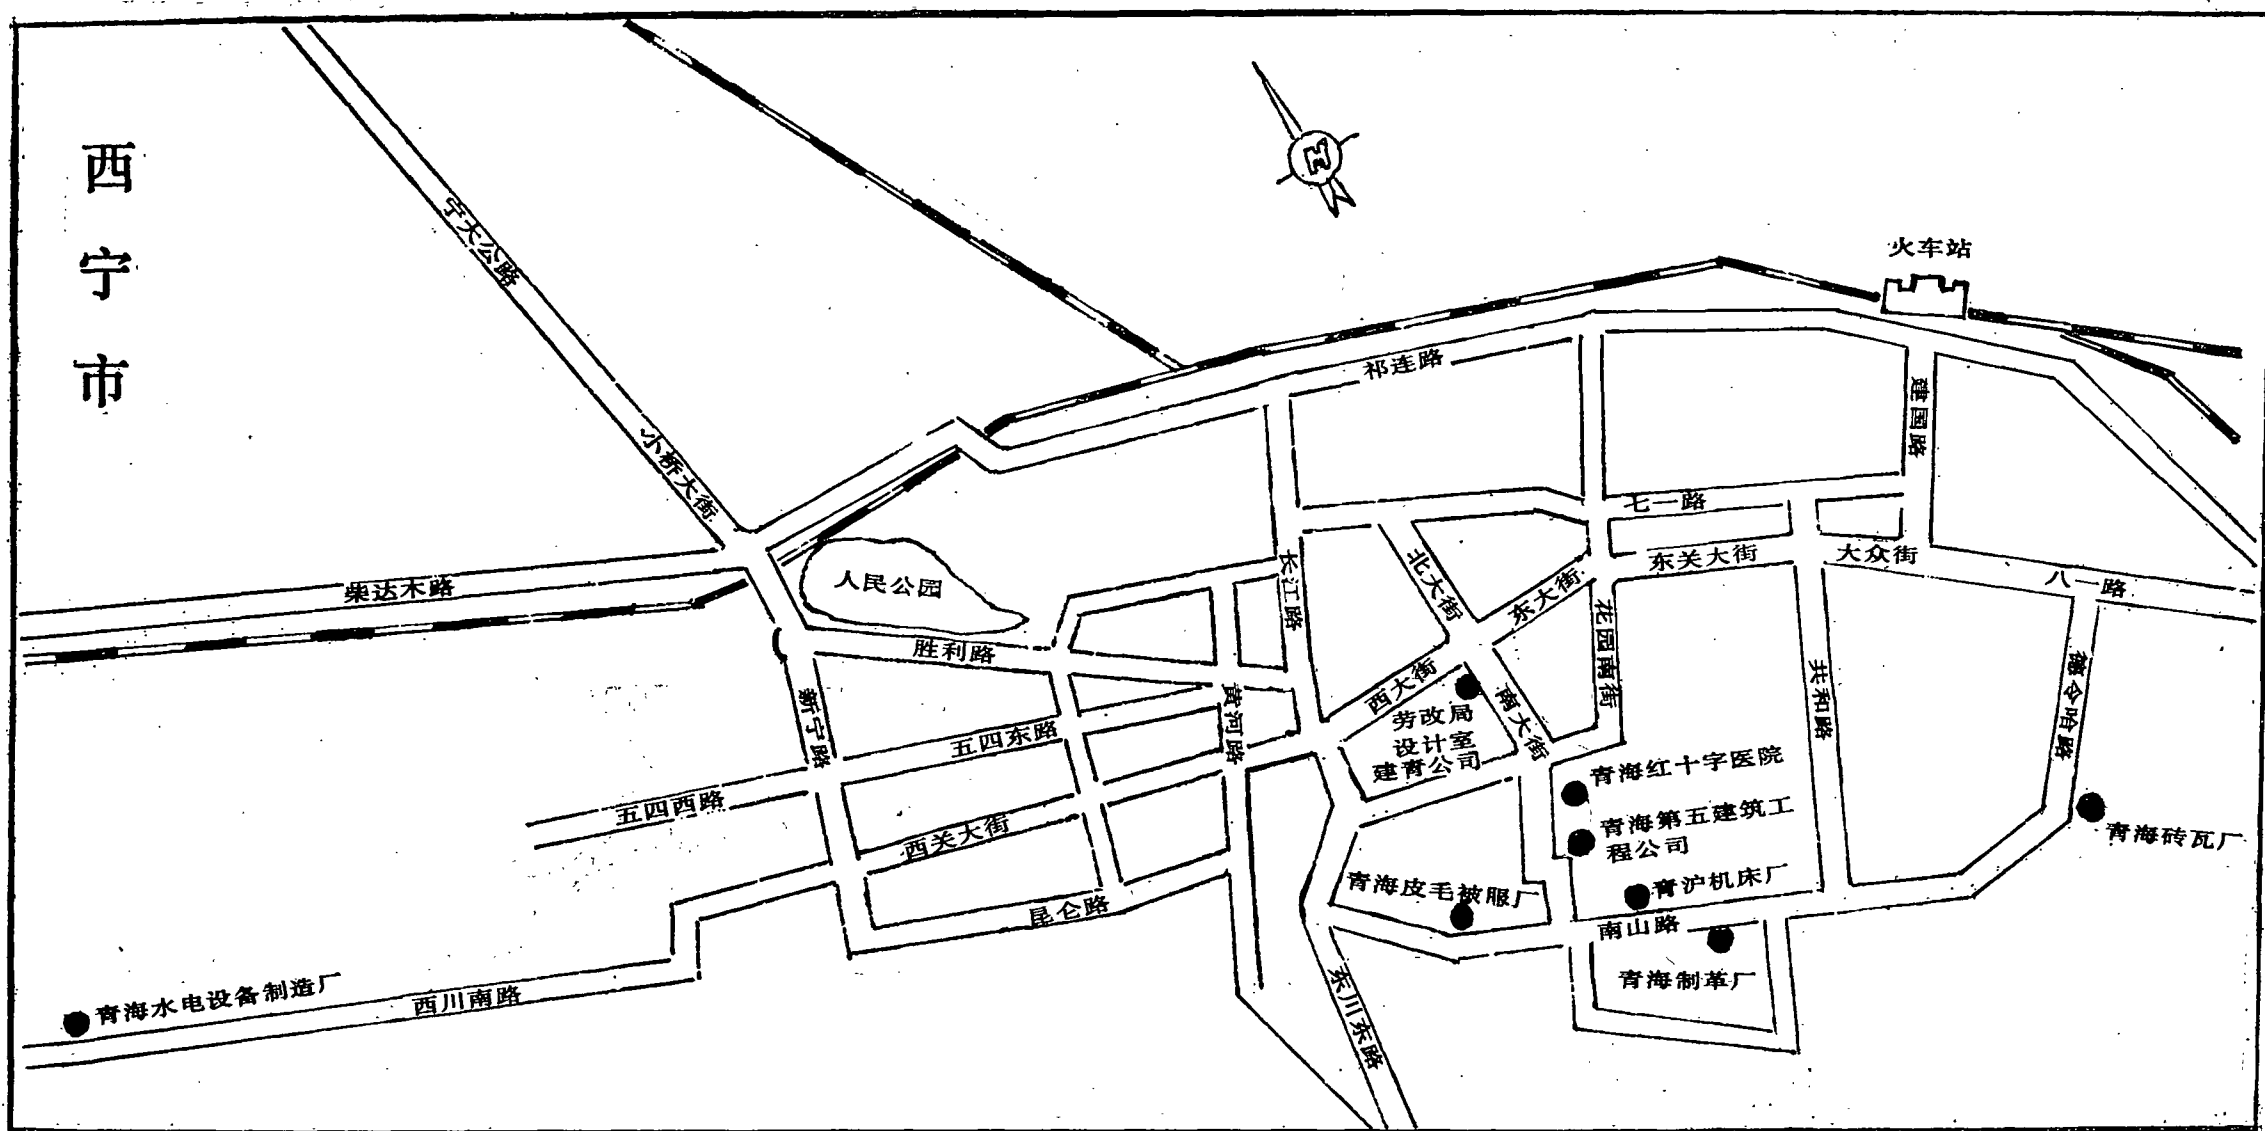 西宁市
宁大公路
小桥大街
火车站
祁连路
建国路
七一路
柴达木路
人民公园
长江路
北大街
东大街
东关大街
大众街
八一路
胜利路
花园南街
共和路
德令哈路
新宁路
黄河路
西大街
南大街
劳改局
设计室
建青公司
五四东路
五四西路
西关大街
昆仑路
青海红十字医院
青海第五建筑工
程公司
青海砖瓦厂
青海皮毛被服厂
青沪机床厂
南山路
青海制革厂
东川东路
青海水电设备制造厂
西川南路